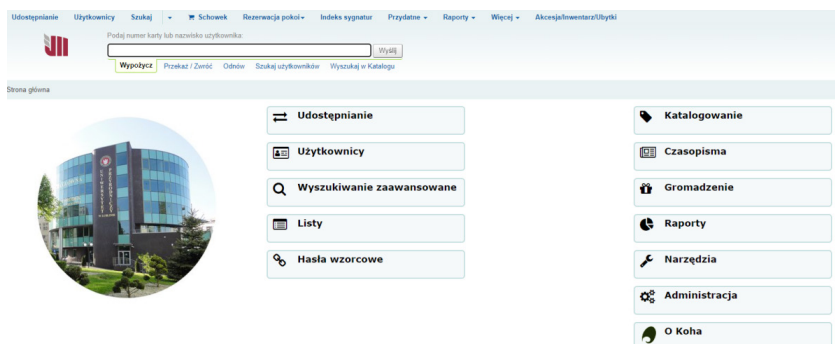 Udostępnianie Użytkownicy Szukaj Schowek Rezerwacja pokoi Indeks sygnatur Przydatne Raporty Więcej Akcesja/Inwentarz/Ubytki
Podaj numer karty lub nazwisko użytkownika:
Wyślij
Wypożycz Przekaż / Zwróć Odnów Szukaj użytkowników Wyszukaj w Katalogu
Strona główna
Udostępnianie
Użytkownicy
Wyszukiwanie zaawansowane
Listy
Hasła wzorcowe
Katalogowanie
Czasopisma
Gromadzenie
Raporty
Narzędzia
Administracja
O Koha